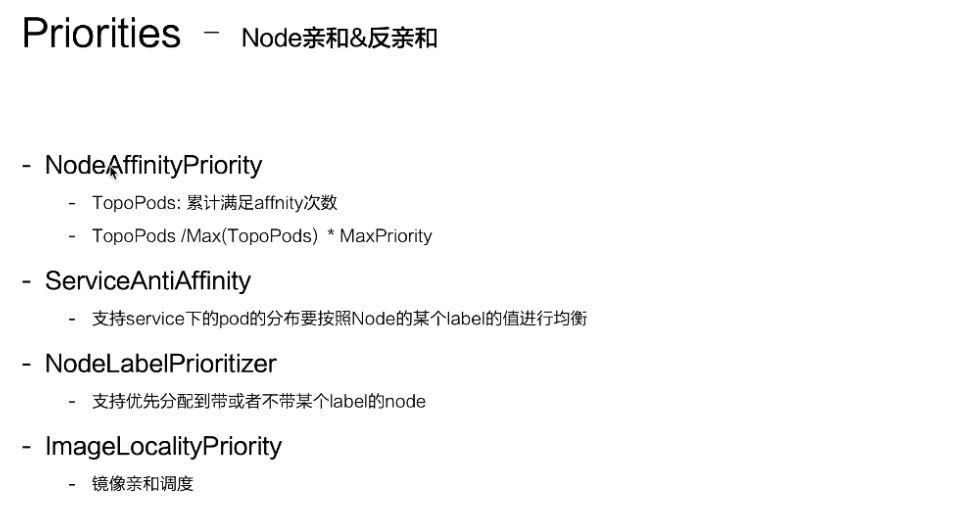 Priorities - Node亲和&反亲和
- NodeAffinityPriority
- TopoPods: 累计满足affnity次数
- TopoPods /Max(TopoPods) * MaxPriority
- ServiceAntiAffinity
- 支持service下的pod的分布要按照Node的某个label的值进行均衡
- NodeLabelPrioritizer
- 支持优先分配到带或者不带某个label的node
- ImageLocalityPriority
- 镜像亲和调度